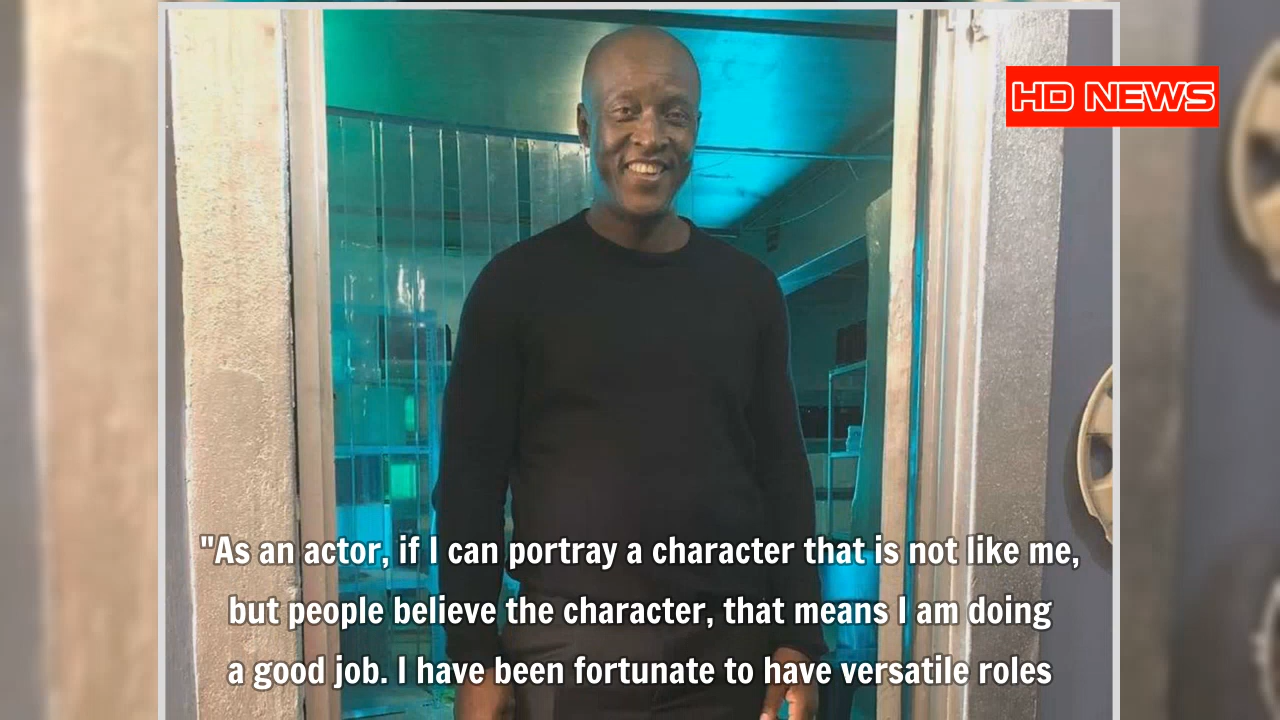 HD NEWS
"As an actor, if I can portray a character that is not like me,
but people believe the character, that means I am doing
a good job. I have been fortunate to have versatile roles